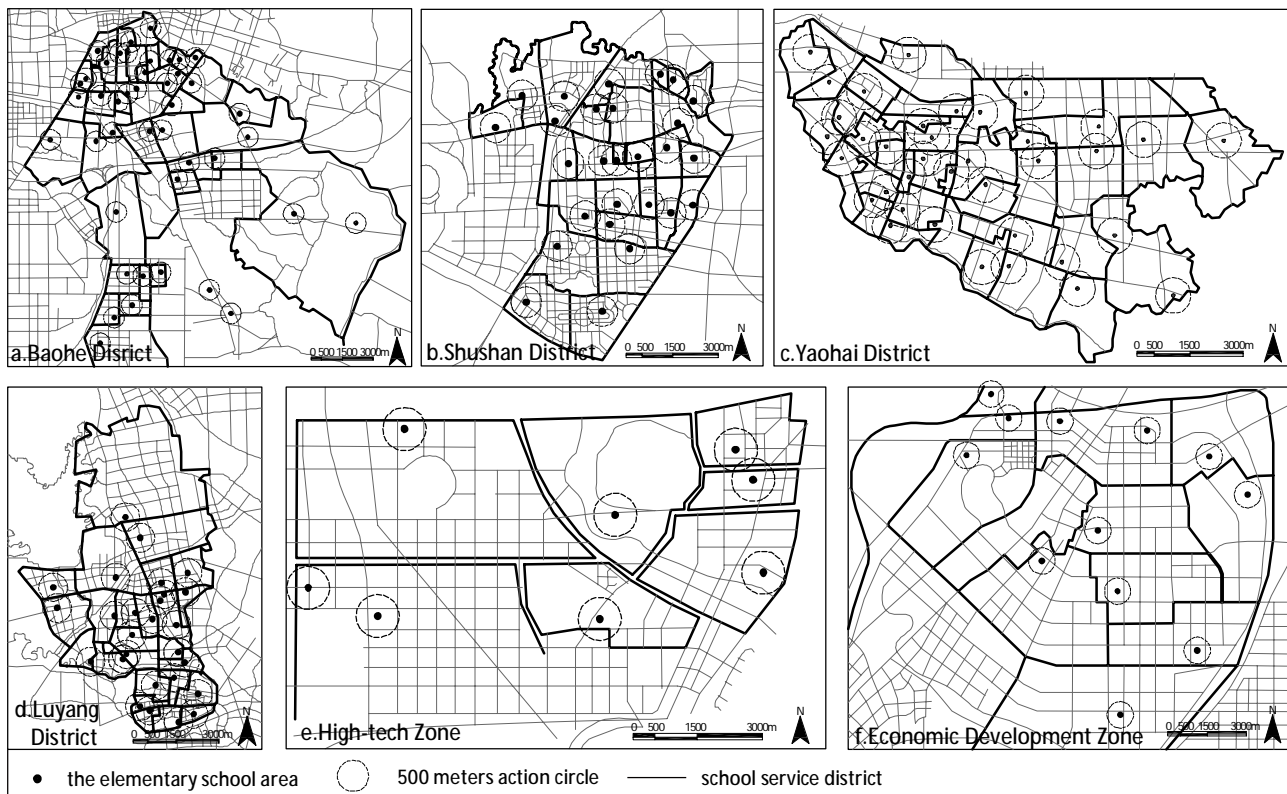 N
0 500 1500 3000m
a.Baohe Disrict
N
0 500 1500 3000m
b.Shushan District
N
0 500 1500 3000m
c.Yaohai District
d.Luyang
District
N
0 500 1500 3000m
e.High-tech Zone
N
0 500 1500 3000m
f.Economic Development Zone
N
0 500 1500 3000m
the elementary school area
500 meters action circle
school service district